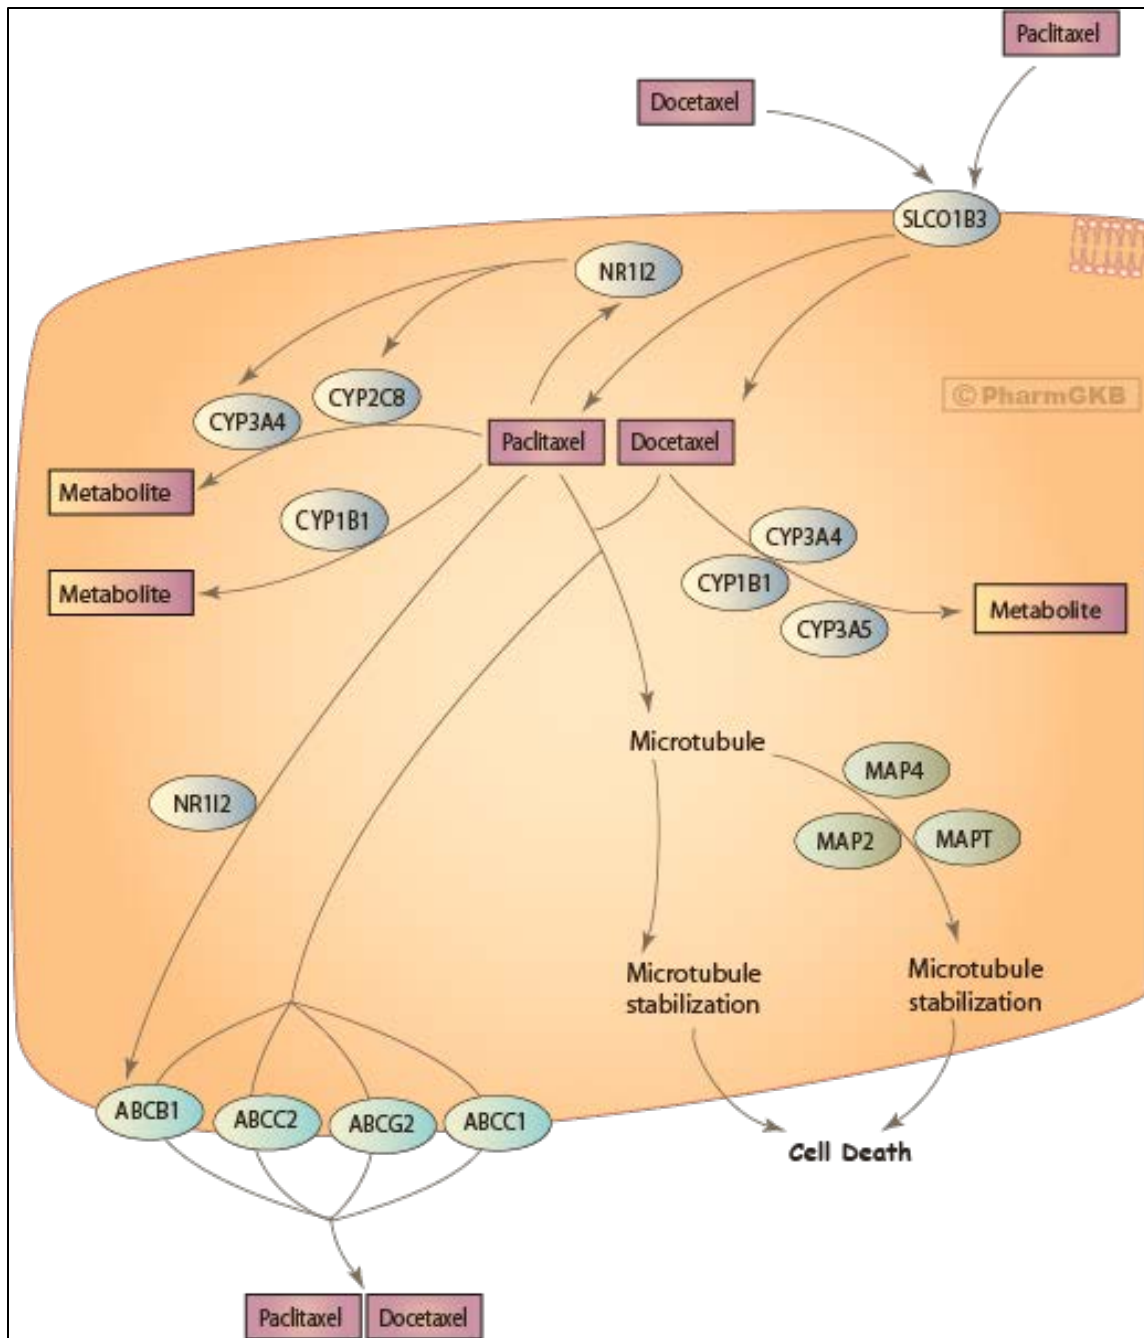 Paclitaxel
Docetaxel
SLCO1B3
NR1I2
CYP2C8
CYP3A4
© PharmGKB
Paclitaxel
Docetaxel
Metabolite
CYP1B1
CYP3A4
CYP1B1
Metabolite
Metabolite
CYP3A5
Microtubule
MAP4
NR1I2
MAP2
MAPT
Microtubule
stabilization
Microtubule
stabilization
ABCB1
ABCC2
ABCG2
ABCC1
Cell Death
Paclitaxel
Docetaxel